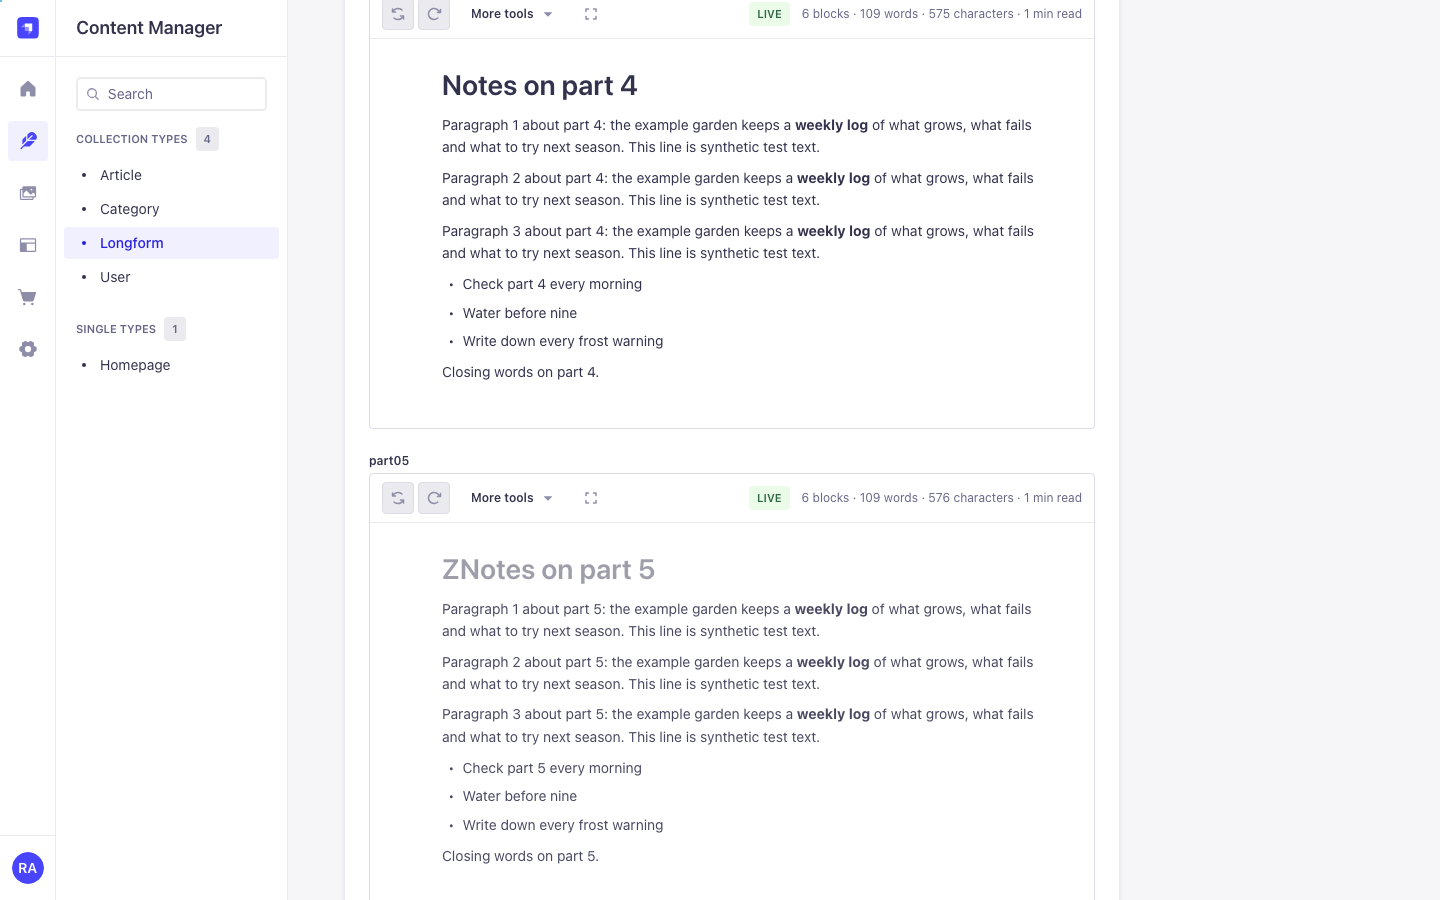 Content Manager
Search
COLLECTION TYPES 4
Article
Category
Longform
User
SINGLE TYPES 1
Homepage
RA
More tools
LIVE
6 blocks · 109 words · 575 characters · 1 min read
Notes on part 4
Paragraph 1 about part 4: the example garden keeps a weekly log of what grows, what fails
and what to try next season. This line is synthetic test text.
Paragraph 2 about part 4: the example garden keeps a weekly log of what grows, what fails
and what to try next season. This line is synthetic test text.
Paragraph 3 about part 4: the example garden keeps a weekly log of what grows, what fails
and what to try next season. This line is synthetic test text.
• Check part 4 every morning
• Water before nine
• Write down every frost warning
Closing words on part 4.
part05
More tools
LIVE
6 blocks · 109 words · 576 characters · 1 min read
ZNotes on part 5
Paragraph 1 about part 5: the example garden keeps a weekly log of what grows, what fails
and what to try next season. This line is synthetic test text.
Paragraph 2 about part 5: the example garden keeps a weekly log of what grows, what fails
and what to try next season. This line is synthetic test text.
Paragraph 3 about part 5: the example garden keeps a weekly log of what grows, what fails
and what to try next season. This line is synthetic test text.
• Check part 5 every morning
• Water before nine
• Write down every frost warning
Closing words on part 5.